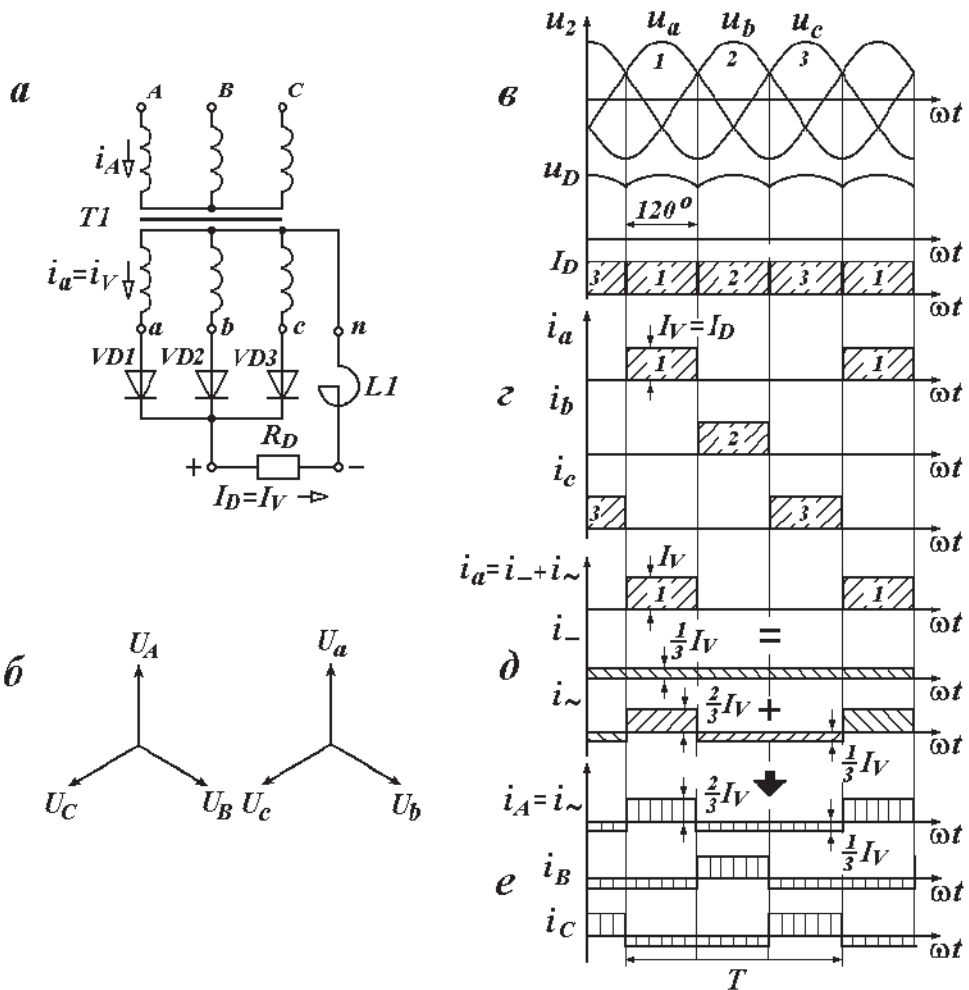 а
A B C
i_A
T1
i_a=i_V
a b c n
VD1 VD2 VD3
L1
R_D
+ −
I_D=I_V
б
U_A
U_C U_B
U_a
U_c U_b
в
u_2 u_a u_b u_c
1 2 3
ωt
u_D
120°
ωt
I_D
3 1 2 3 1
ωt
г
i_a
I_V=I_D
1 1
ωt
i_b
2
ωt
i_c
3 3
ωt
д
i_a=i_−+i_~
I_V
1 1
ωt
=
i_−
1/3 I_V
ωt
i_~
2/3 I_V +
ωt
1/3 I_V
i_A=i_~
2/3 I_V
ωt
1/3 I_V
е
i_B
ωt
i_C
ωt
T